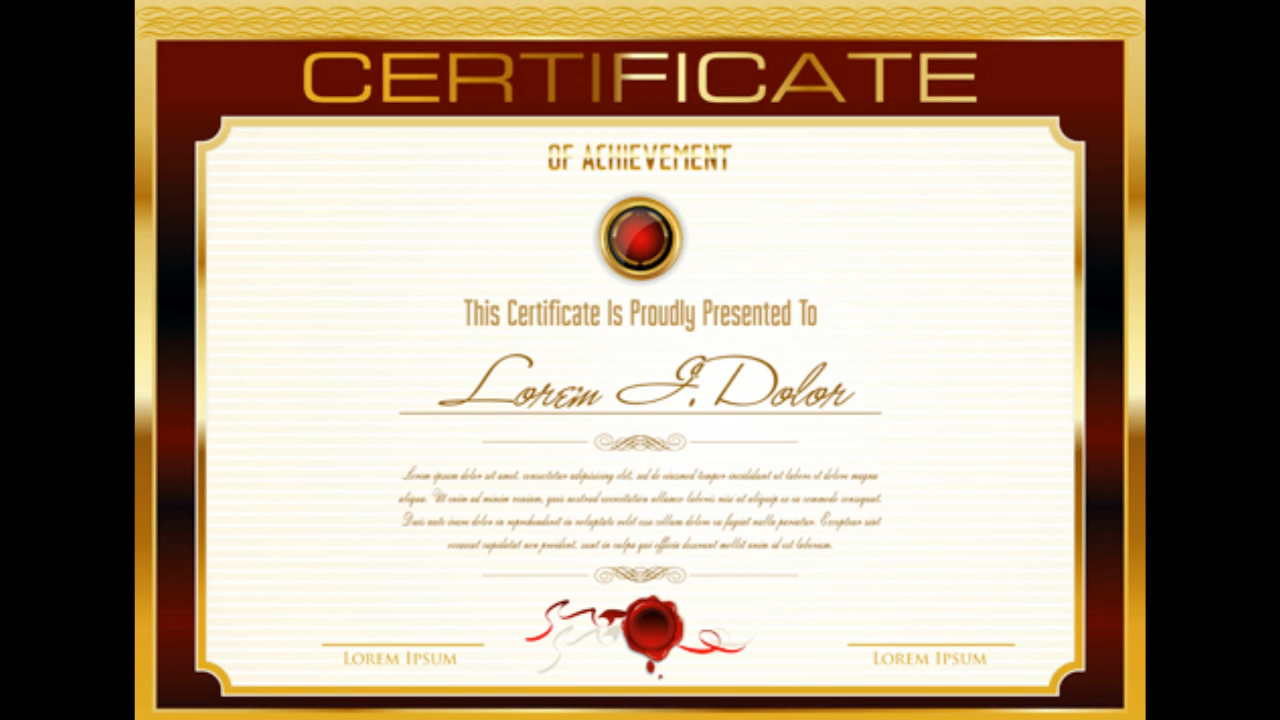 CERTIFICATE
OF ACHIEVEMENT
This Certificate Is Proudly Presented To
Lorem J. Dolor
Lorem ipsum dolor sit amet, consectetur adipisicing elit, sed do eiusmod tempor incididunt ut labore et dolore magna
aliqua. Ut enim ad minim veniam, quis nostrud exercitation ullamco laboris nisi ut aliquip ex ea commodo consequat.
Duis aute irure dolor in reprehenderit in voluptate velit esse cillum dolore eu fugiat nulla pariatur. Excepteur sint
occaecat cupidatat non proident, sunt in culpa qui officia deserunt mollit anim id est laborum.
LOREM IPSUM
LOREM IPSUM